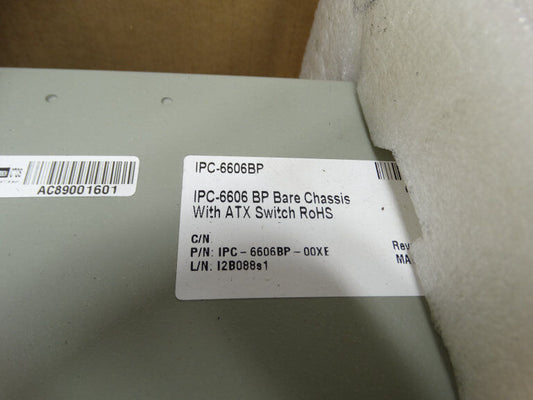 AC89001601
IPC-6606BP
IPC-6606 BP Bare Chassis
With ATX Switch RoHS
C/N
P/N: IPC-6606BP-00XE
L/N: I2B088s1
Rev
MA